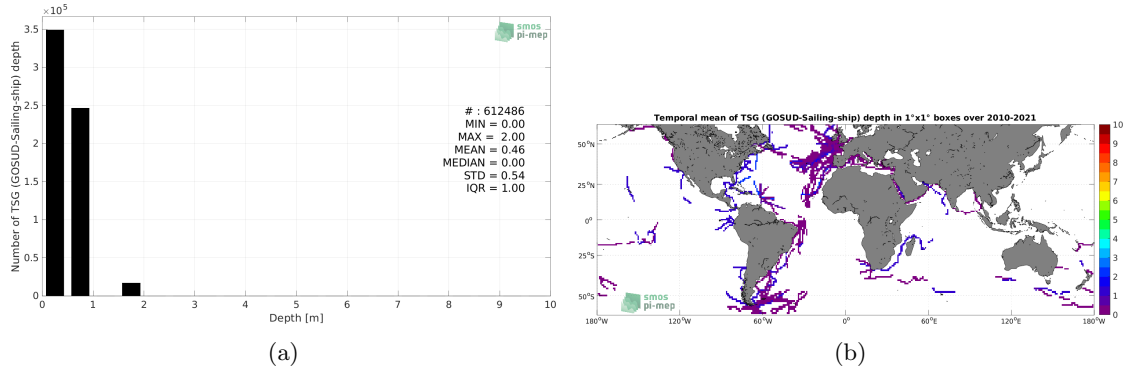 ×10⁵
3.5
3
2.5
2
1.5
1
0.5
0
Number of TSG (GOSUD-Sailing-ship) depth
smos
pi-mep
# : 612486
MIN = 0.00
MAX = 2.00
MEAN = 0.46
MEDIAN = 0.00
STD = 0.54
IQR = 1.00
1 2 3 4 5 6 7 8 9 10
Depth [m]
(a)
Temporal mean of TSG (GOSUD-Sailing-ship) depth in 1°x1° boxes over 2010-2021
50°N
25°N
0°
25°S
50°S
smos
pi-mep
180°W 120°W 60°W 0° 60°E 120°E 180°W
10
9
8
7
6
5
4
3
2
1
0
(b)